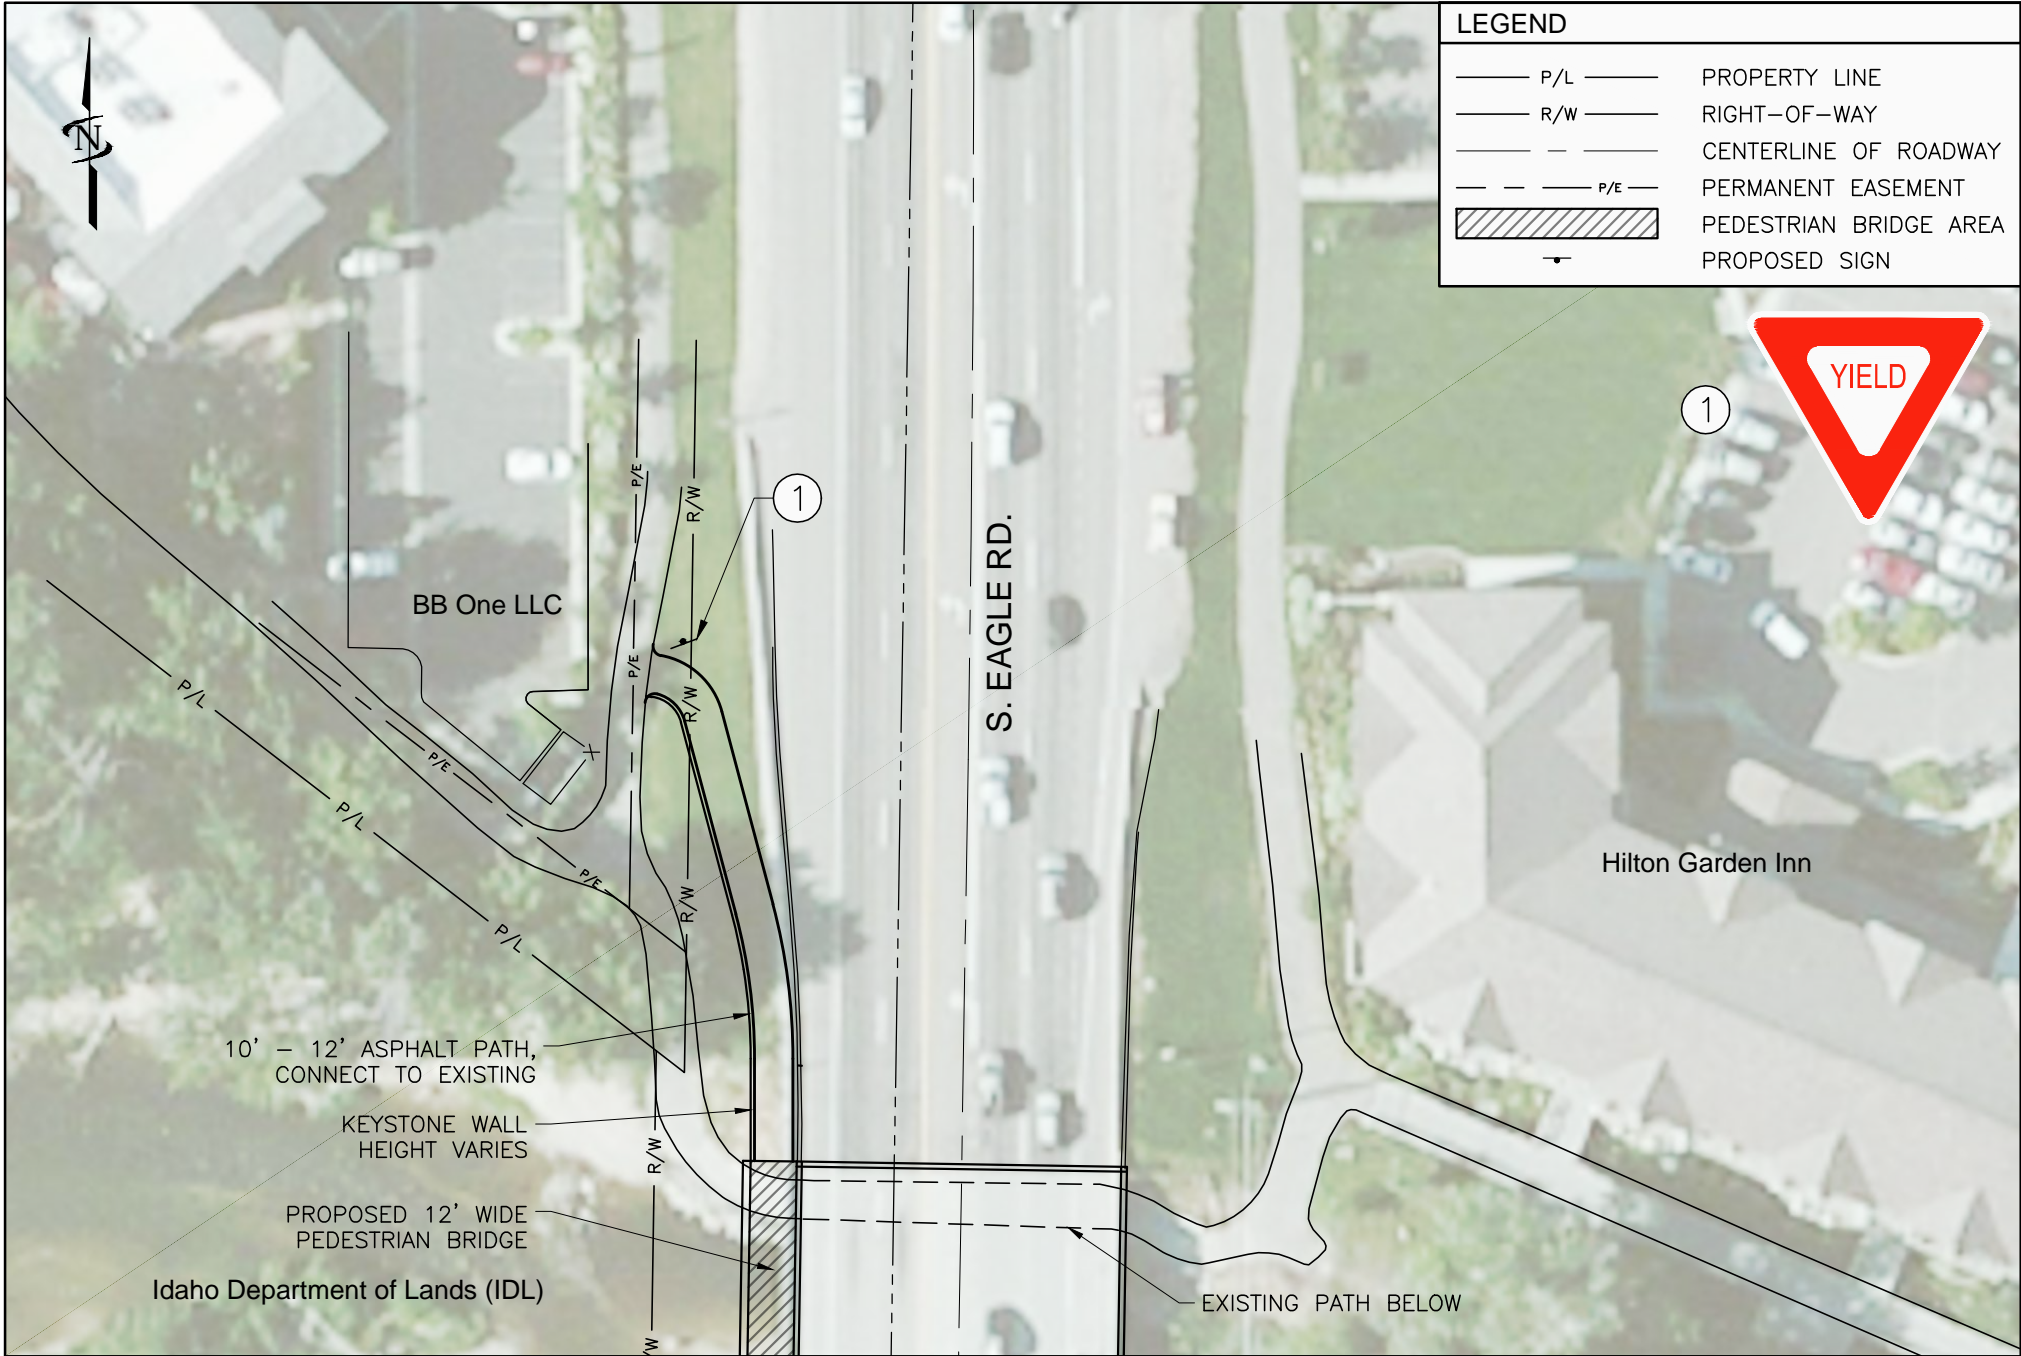 LEGEND
P/L PROPERTY LINE
R/W RIGHT-OF-WAY
CENTERLINE OF ROADWAY
P/E PERMANENT EASEMENT
PEDESTRIAN BRIDGE AREA
PROPOSED SIGN
N
YIELD
1
P/E
R/W
1
S. EAGLE RD.
BB One LLC
P/E
R/W
P/L
P/E
P/L
P/E
R/W
P/L
Hilton Garden Inn
10' - 12' ASPHALT PATH,
CONNECT TO EXISTING
KEYSTONE WALL
HEIGHT VARIES
R/W
PROPOSED 12' WIDE
PEDESTRIAN BRIDGE
Idaho Department of Lands (IDL)
EXISTING PATH BELOW
/W